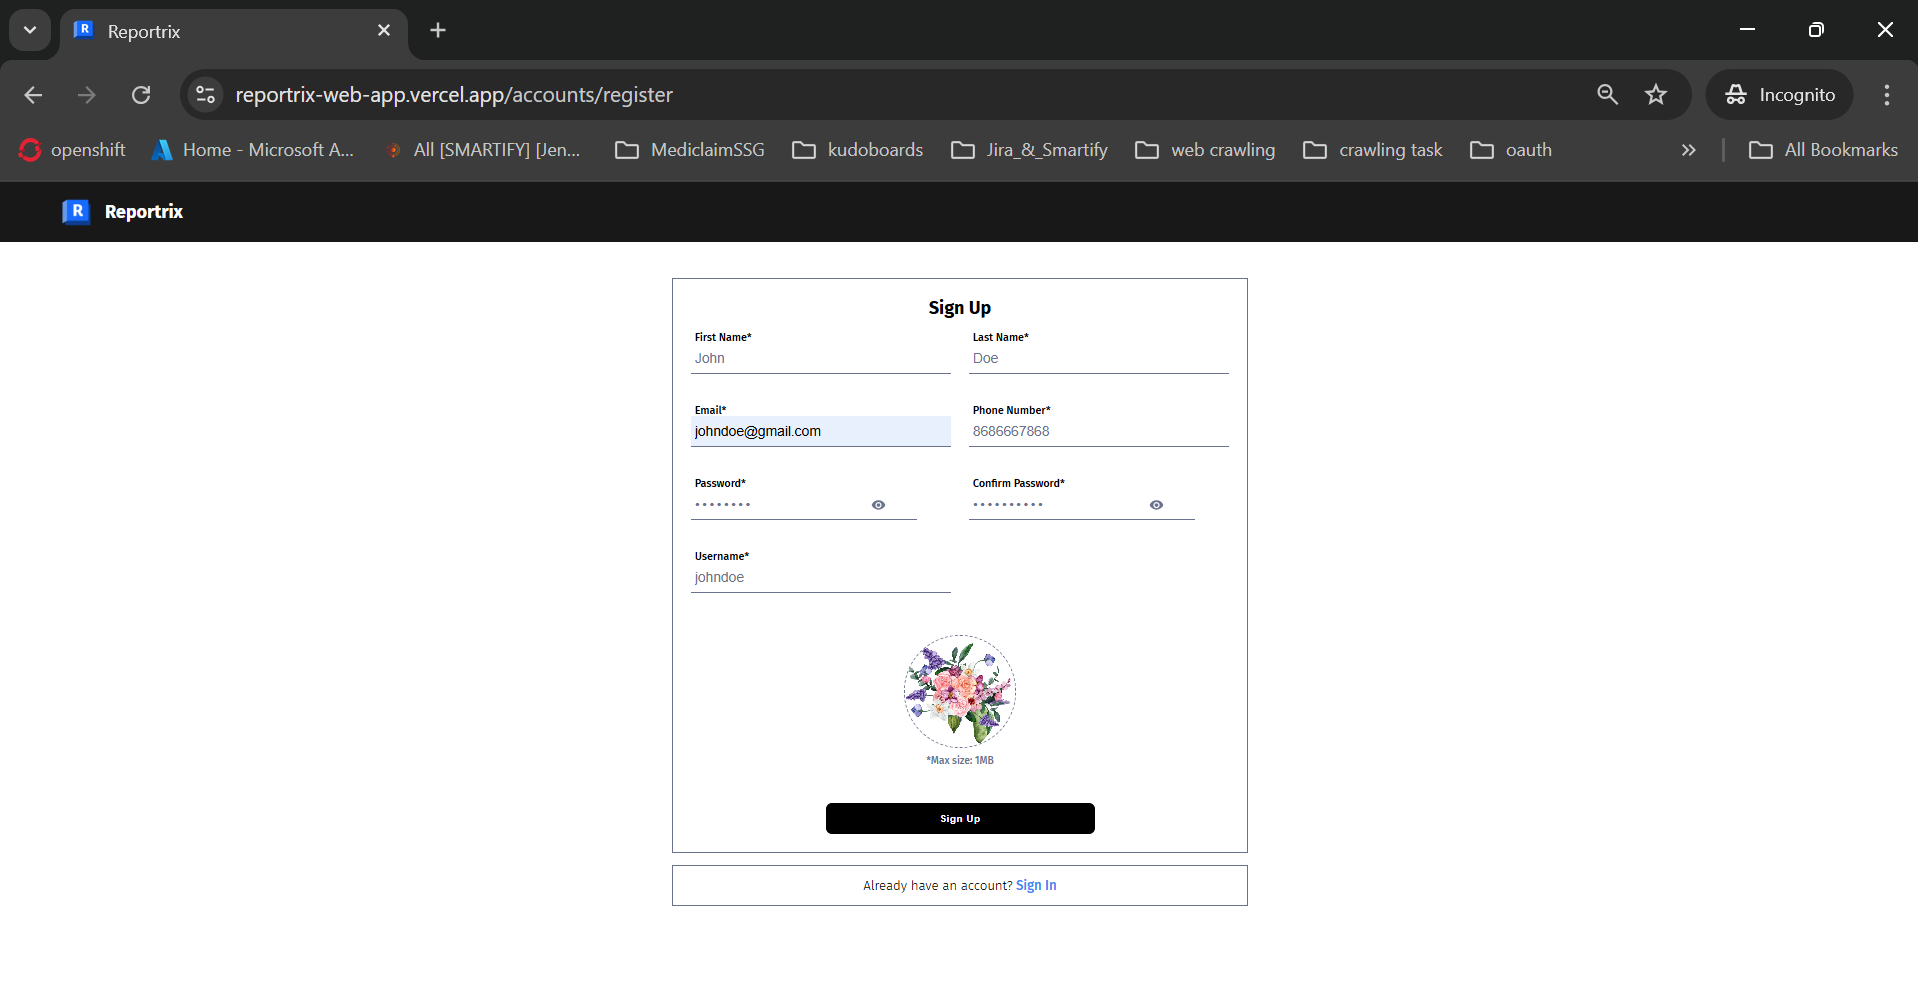 Reportrix
reportrix-web-app.vercel.app/accounts/register
Incognito
openshift
Home - Microsoft A...
All [SMARTIFY] [Jen...
MediclaimSSG
kudoboards
Jira_&_Smartify
web crawling
crawling task
oauth
All Bookmarks
R Reportrix
Sign Up
First Name* Last Name*
John Doe
Email* Phone Number*
johndoe@gmail.com 8686667868
Password* Confirm Password*
Username*
johndoe
*Max size: 1MB
Sign Up
Already have an account? Sign In